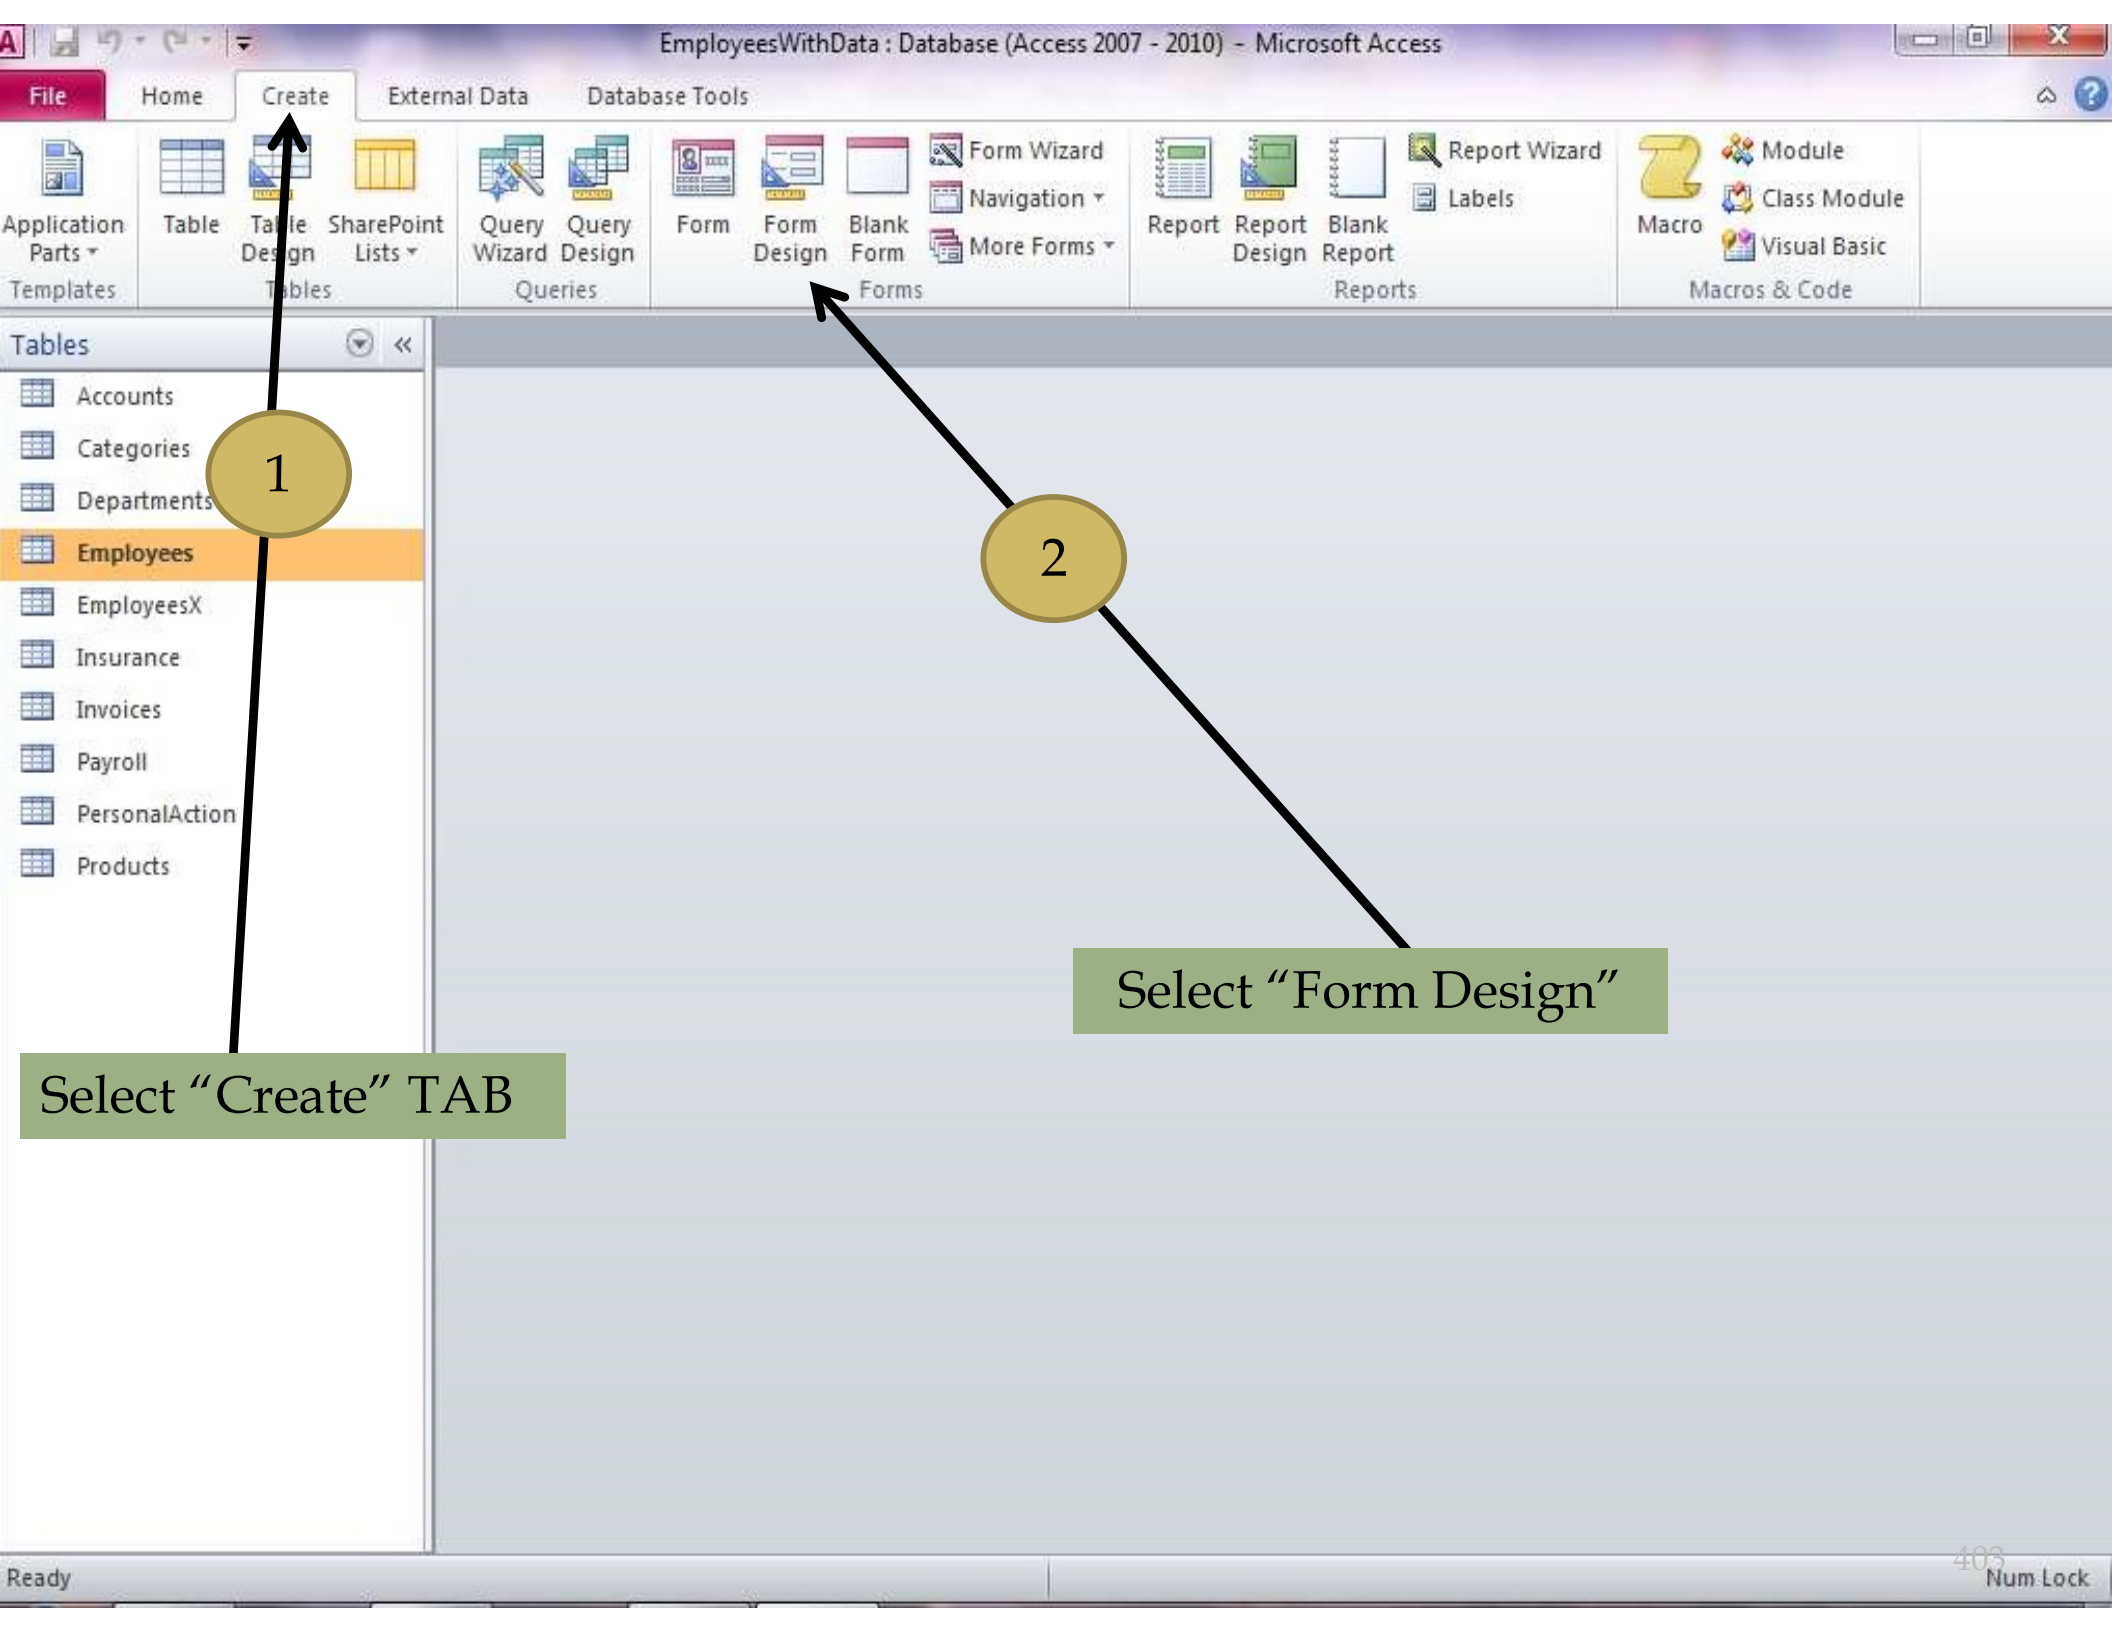 A
EmployeesWithData : Database (Access 2007 - 2010) - Microsoft Access
File Home Create External Data Database Tools
Form Wizard Report Wizard Module
Navigation Labels Class Module
Application Table Table SharePoint Query Query Form Form Blank Report Report Blank Macro
Parts Design Lists Wizard Design Design Form More Forms Design Report Visual Basic
Templates Tables Queries Forms Reports Macros & Code
Tables «
Accounts
Categories
1
Departments
Employees
2
EmployeesX
Insurance
Invoices
Payroll
PersonalAction
Products
Select “Form Design”
Select “Create” TAB
403
Ready Num Lock